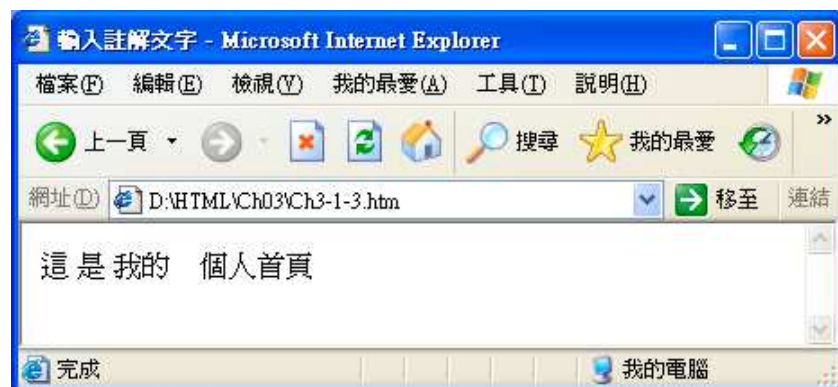 輸入註解文字 - Microsoft Internet Explorer
檔案(F) 編輯(E) 檢視(V) 我的最愛(A) 工具(T) 說明(H)
上一頁 搜尋 我的最愛 »
網址(D) D:\HTML\Ch03\Ch3-1-3.htm 移至 連結
這 是 我的　個人首頁
完成 我的電腦